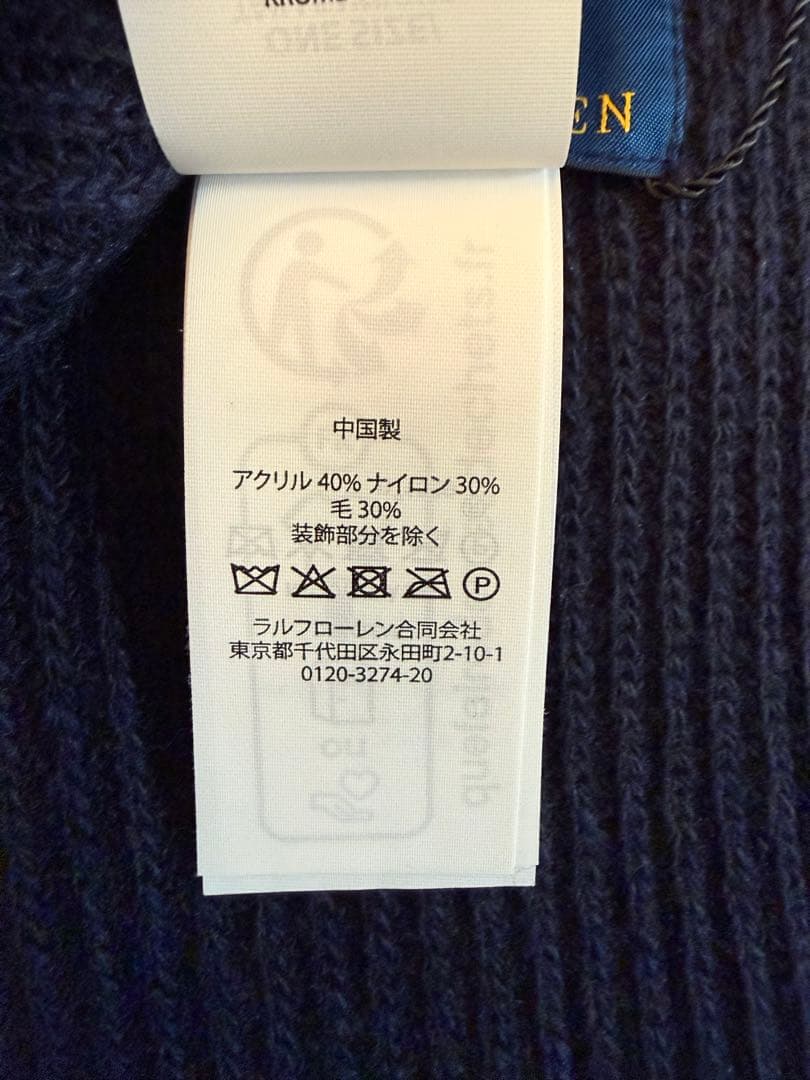 ONE SIZE/
EN
中国製
アクリル 40% ナイロン 30%
毛 30%
装飾部分を除く
P
ラルフローレン合同会社
東京都千代田区永田町2-10-1
0120-3274-20